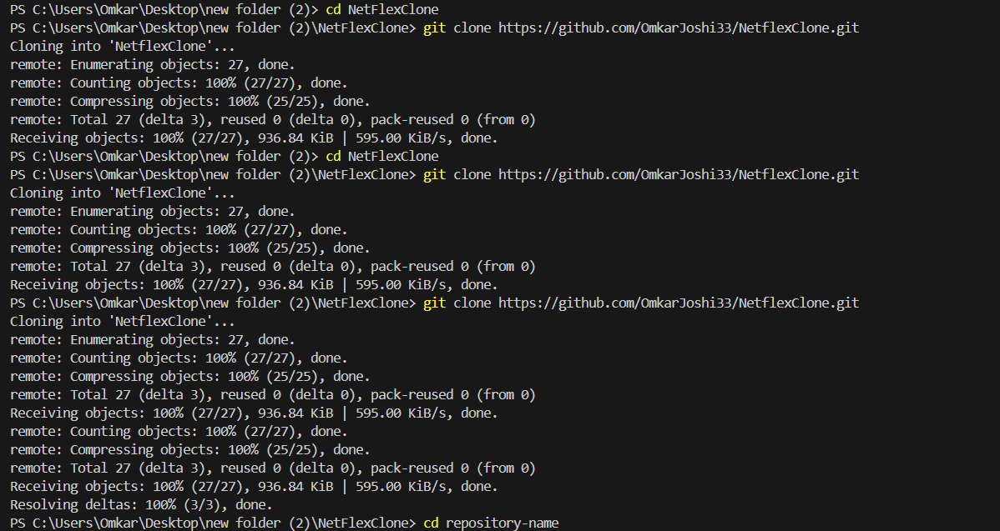 PS C:\Users\Omkar\Desktop\new folder (2)> cd NetFlexClone
PS C:\Users\Omkar\Desktop\new folder (2)\NetFlexClone> git clone https://github.com/OmkarJoshi33/NetflexClone.git
Cloning into 'NetflexClone'...
remote: Enumerating objects: 27, done.
remote: Counting objects: 100% (27/27), done.
remote: Compressing objects: 100% (25/25), done.
remote: Total 27 (delta 3), reused 0 (delta 0), pack-reused 0 (from 0)
Receiving objects: 100% (27/27), 936.84 KiB | 595.00 KiB/s, done.
PS C:\Users\Omkar\Desktop\new folder (2)> cd NetFlexClone
PS C:\Users\Omkar\Desktop\new folder (2)\NetFlexClone> git clone https://github.com/OmkarJoshi33/NetflexClone.git
Cloning into 'NetflexClone'...
remote: Enumerating objects: 27, done.
remote: Counting objects: 100% (27/27), done.
remote: Compressing objects: 100% (25/25), done.
remote: Total 27 (delta 3), reused 0 (delta 0), pack-reused 0 (from 0)
Receiving objects: 100% (27/27), 936.84 KiB | 595.00 KiB/s, done.
PS C:\Users\Omkar\Desktop\new folder (2)\NetFlexClone> git clone https://github.com/OmkarJoshi33/NetflexClone.git
Cloning into 'NetflexClone'...
remote: Enumerating objects: 27, done.
remote: Counting objects: 100% (27/27), done.
remote: Compressing objects: 100% (25/25), done.
remote: Total 27 (delta 3), reused 0 (delta 0), pack-reused 0 (from 0)
Receiving objects: 100% (27/27), 936.84 KiB | 595.00 KiB/s, done.
remote: Counting objects: 100% (27/27), done.
remote: Compressing objects: 100% (25/25), done.
remote: Total 27 (delta 3), reused 0 (delta 0), pack-reused 0 (from 0)
Receiving objects: 100% (27/27), 936.84 KiB | 595.00 KiB/s, done.
Resolving deltas: 100% (3/3), done.
PS C:\Users\Omkar\Desktop\new folder (2)\NetFlexClone> cd repository-name